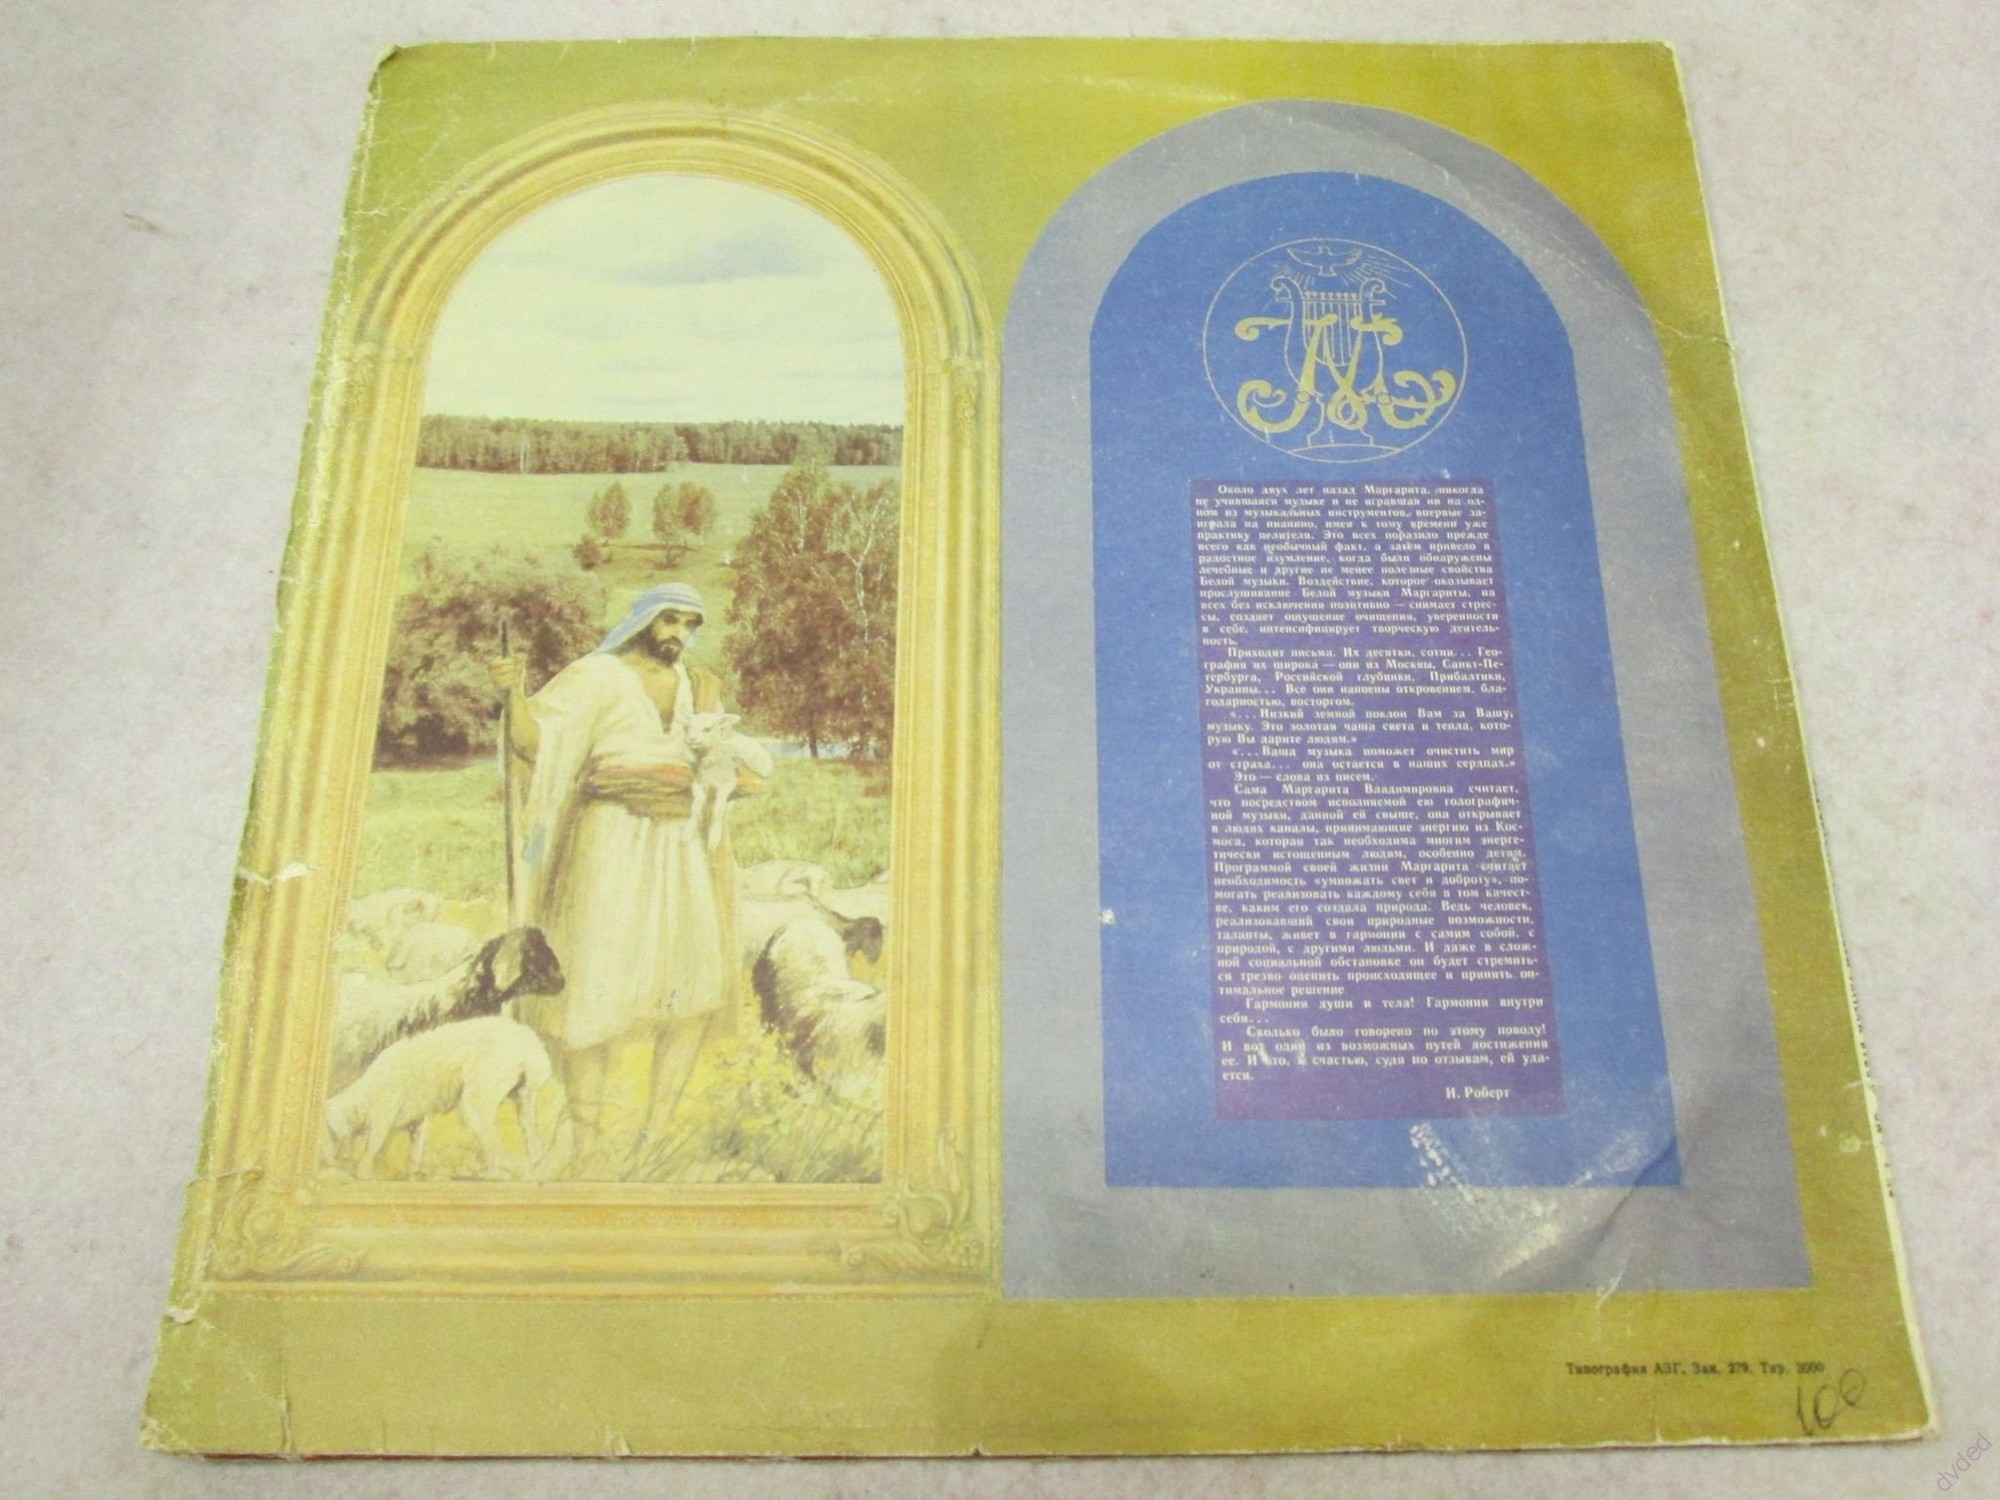 Около двух лет назад Маргарита, никогда
не учившаяся музыке и не игравшая ни на од-
ном из музыкальных инструментов, впервые за-
играла на пианино, имея к тому времени уже
практику целителя. Это всех поразило прежде
всего как необычный факт, а затем привело в
радостное изумление, когда были обнаружены
лечебные и другие не менее полезные свойства
Белой музыки. Воздействие, которое оказывает
прослушивание Белой музыки Маргариты, на
всех без исключения позитивно — снимает стрес-
сы, создает ощущение очищения, уверенности
в себе, интенсифицирует творческую деятель-
ность.
Приходят письма. Их десятки, сотни... Гео-
графия их широка — они из Москвы, Санкт-Пе-
тербурга, Российской глубинки, Прибалтики,
Украины... Все они напоены откровением, бла-
годарностью, восторгом.
«...Низкий земной поклон Вам за Вашу
музыку. Это золотая чаша света и тепла, кото-
рую Вы дарите людям.»
«...Ваша музыка поможет очистить мир
от страха... она остается в наших сердцах.»
Это — слова из писем.
Сама Маргарита Владимировна считает,
что посредством исполняемой ею голографич-
ной музыки, данной ей свыше, она открывает
в людях каналы, принимающие энергию из Кос-
моса, которая так необходима многим энерге-
тически истощенным людям, особенно детям.
Программой своей жизни Маргарита считает
необходимость «умножать свет и доброту», по-
могать реализовать каждому себя в том качест-
ве, каким его создала природа. Ведь человек,
реализовавший свои природные возможности,
таланты, живет в гармонии с самим собой, с
природой, с другими людьми. И даже в слож-
ной социальной обстановке он будет стремить-
ся трезво оценить происходящее и принять оп-
тимальное решение.
Гармония души и тела! Гармония внутри
себя...
Сколько было говорено по этому поводу!
И вот один из возможных путей достижения
ее. И это, к счастью, судя по отзывам, ей уда-
ется.
И. Роберт
Типография АЗГ. Зак. 279. Тир. 3000
100
dvded